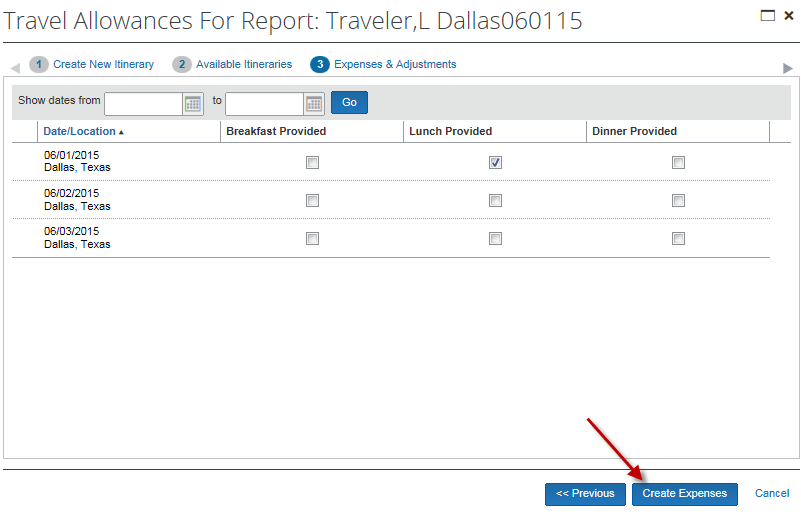 Travel Allowances For Report: Traveler,L Dallas060115
1 Create New Itinerary 2 Available Itineraries 3 Expenses & Adjustments
Show dates from to Go
Date/Location Breakfast Provided Lunch Provided Dinner Provided
06/01/2015
Dallas, Texas
06/02/2015
Dallas, Texas
06/03/2015
Dallas, Texas
<< Previous Create Expenses Cancel